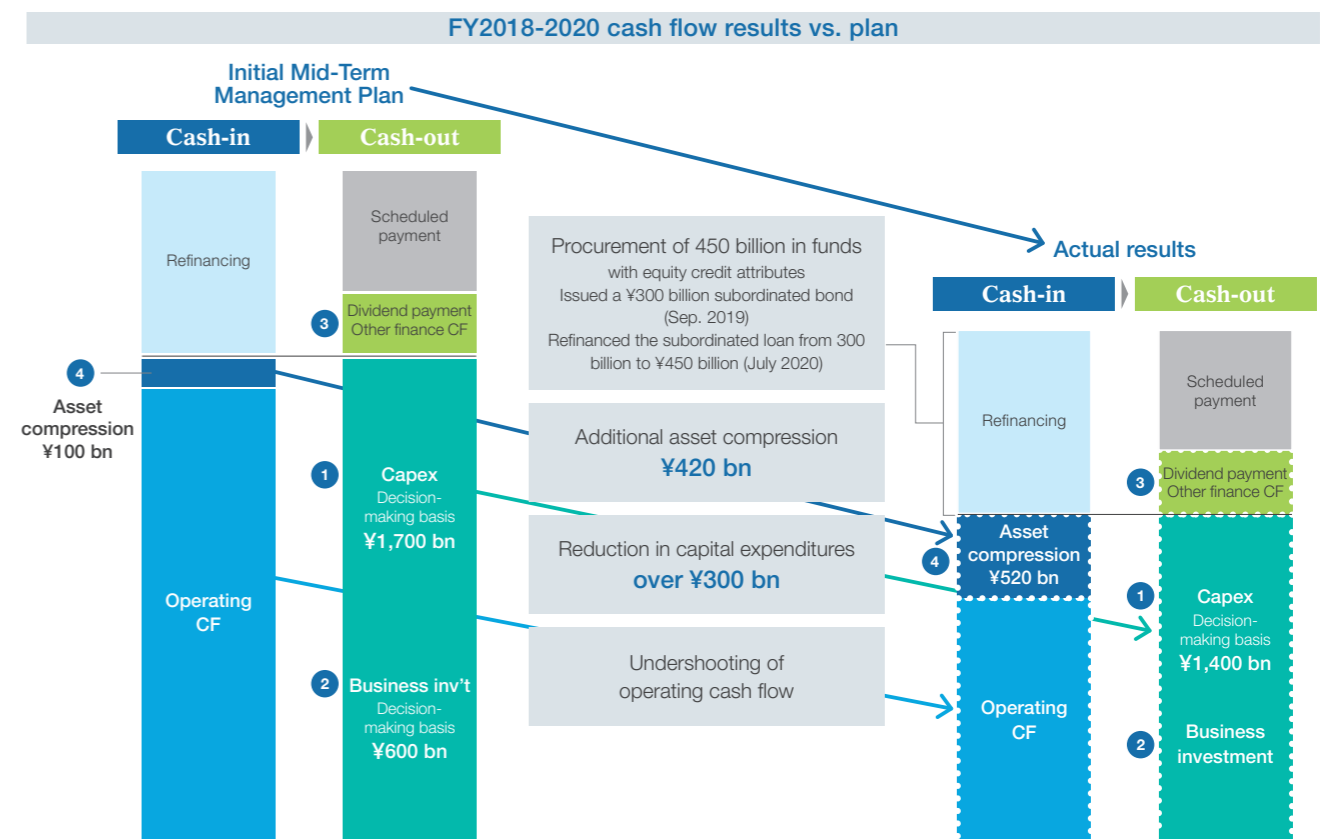 FY2018-2020 cash flow results vs. plan
Initial Mid-Term
Management Plan
Cash-in
Cash-out
Refinancing
Scheduled
payment
3
Dividend payment
Other finance CF
4
Asset
compression
¥100 bn
1
Capex
Decision-
making basis
¥1,700 bn
Operating
CF
2
Business inv't
Decision-
making basis
¥600 bn
Procurement of 450 billion in funds
with equity credit attributes
Issued a ¥300 billion subordinated bond
(Sep. 2019)
Refinanced the subordinated loan from 300
billion to ¥450 billion (July 2020)
Additional asset compression
¥420 bn
Reduction in capital expenditures
over ¥300 bn
Undershooting of
operating cash flow
Actual results
Cash-in
Cash-out
Refinancing
Scheduled
payment
3
Dividend payment
Other finance CF
4
Asset
compression
¥520 bn
1
Capex
Decision-
making basis
¥1,400 bn
Operating
CF
2
Business
investment